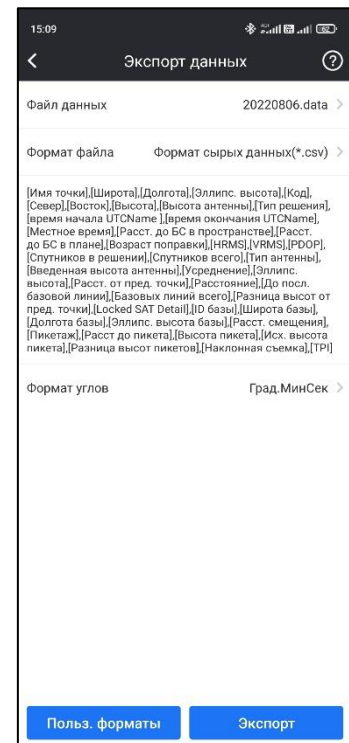 15:09
62
Экспорт данных
Файл данных 20220806.data
Формат файла Формат сырых данных(*.csv)
[Имя точки],[Широта],[Долгота],[Эллипс. высота],[Код],
[Север],[Восток],[Высота],[Высота антенны],[Тип решения],
[время начала UTCName ],[время окончания UTCName],
[Местное время],[Расст. до БС в пространстве],[Расст.
до БС в плане],[Возраст поправки],[HRMS],[VRMS],[PDOP],
[Спутников в решении],[Спутников всего],[Тип антенны],
[Введенная высота антенны],[Усреднение],[Эллипс.
высота],[Расст. от пред. точки],[Расстояние],[До посл.
базовой линии],[Базовых линий всего],[Разница высот от
пред. точки],[Locked SAT Detail],[ID базы],[Широта базы],
[Долгота базы],[Эллипс. высота базы],[Расст. смещения],
[Пикетаж],[Расст до пикета],[Высота пикета],[Исх. высота
пикета],[Разница высот пикетов],[Наклонная съемка],[TPI]
Формат углов Град.МинСек
Польз. форматы Экспорт